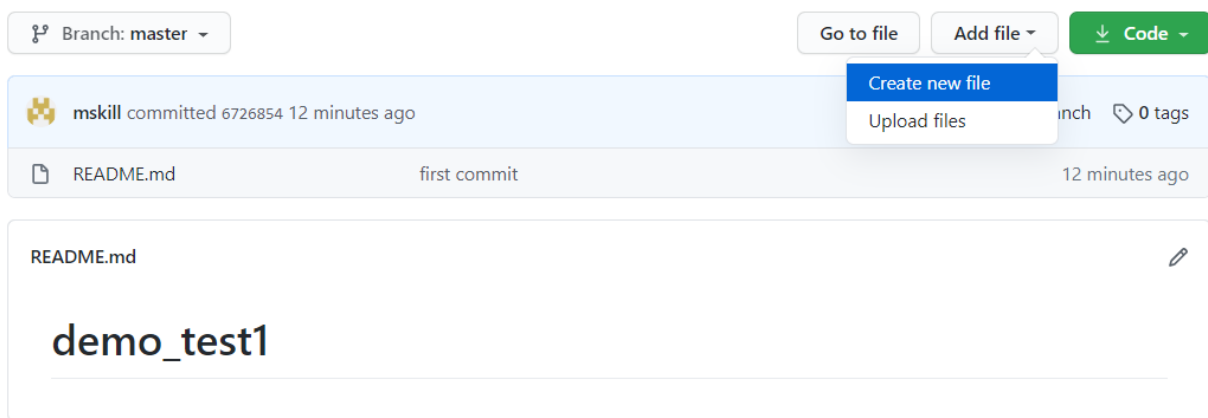 Branch: master
Go to file
Add file
Code
Create new file
Upload files
mskill committed 6726854 12 minutes ago
0 tags
README.md
first commit
12 minutes ago
README.md
demo_test1